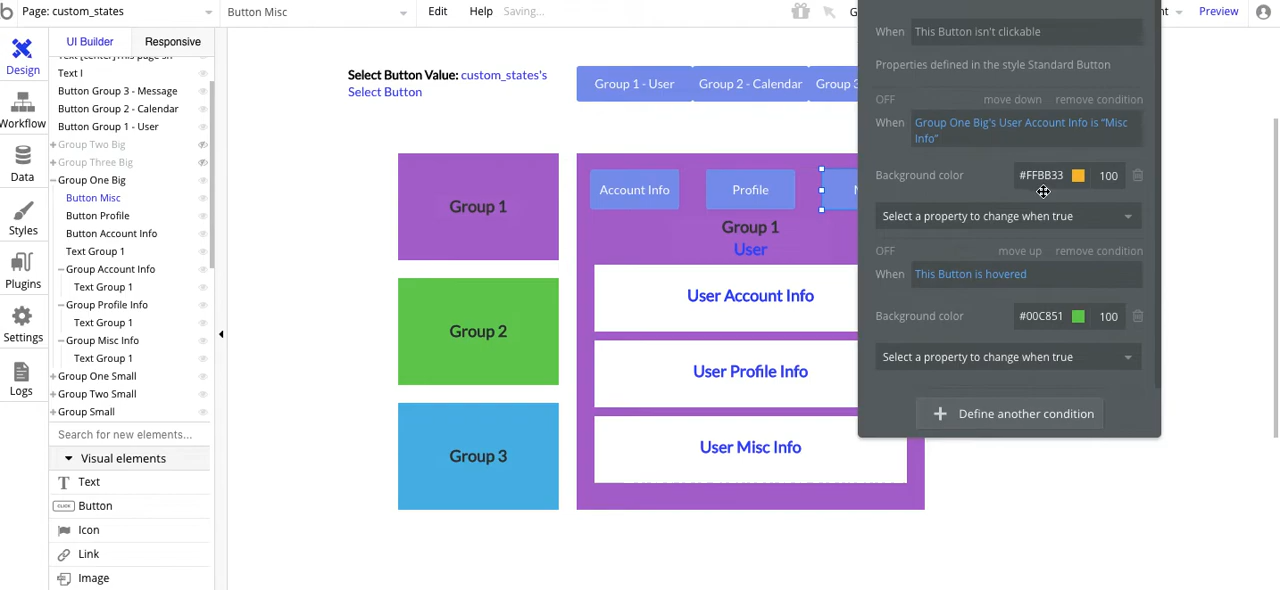 Page: custom_states
Button Misc
Edit
Help
Saving...
Preview
UI Builder
Responsive
Design
Workflow
Data
Styles
Plugins
Settings
Logs
Text I
Button Group 3 - Message
Button Group 2 - Calendar
Button Group 1 - User
Group Two Big
Group Three Big
Group One Big
Button Misc
Button Profile
Button Account Info
Text Group 1
Group Account Info
Text Group 1
Group Profile Info
Text Group 1
Group Misc Info
Text Group 1
Group One Small
Group Two Small
Group Small
Search for new elements...
Visual elements
Text
CLICK
Button
Icon
Link
Image
Select Button Value: custom_states's
Select Button
Group 1 - User
Group 2 - Calendar
Group 3
Group 1
Group 2
Group 3
Account Info
Profile
Group 1
User
User Account Info
User Profile Info
User Misc Info
When
This Button isn't clickable
Properties defined in the style Standard Button
OFF
move down
remove condition
When
Group One Big's User Account Info is "Misc
Info"
Background color
#FFBB33
100
Select a property to change when true
OFF
move up
remove condition
When
This Button is hovered
Background color
#00C851
100
Select a property to change when true
Define another condition